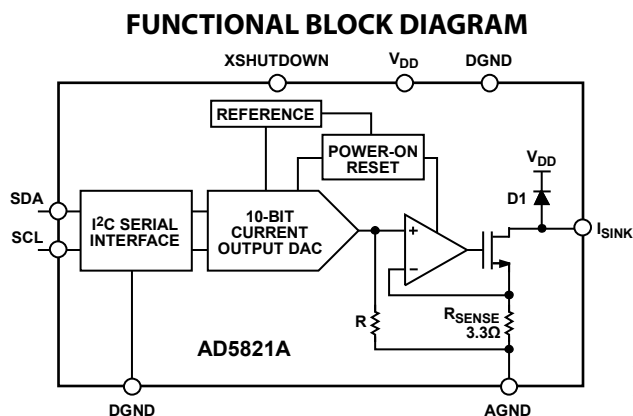 FUNCTIONAL BLOCK DIAGRAM
XSHUTDOWN
VDD
DGND
REFERENCE
POWER-ON
RESET
VDD
D1
SDA
SCL
I2C SERIAL
INTERFACE
10-BIT
CURRENT
OUTPUT DAC
+
−
ISINK
R
RSENSE
3.3Ω
AD5821A
DGND
AGND